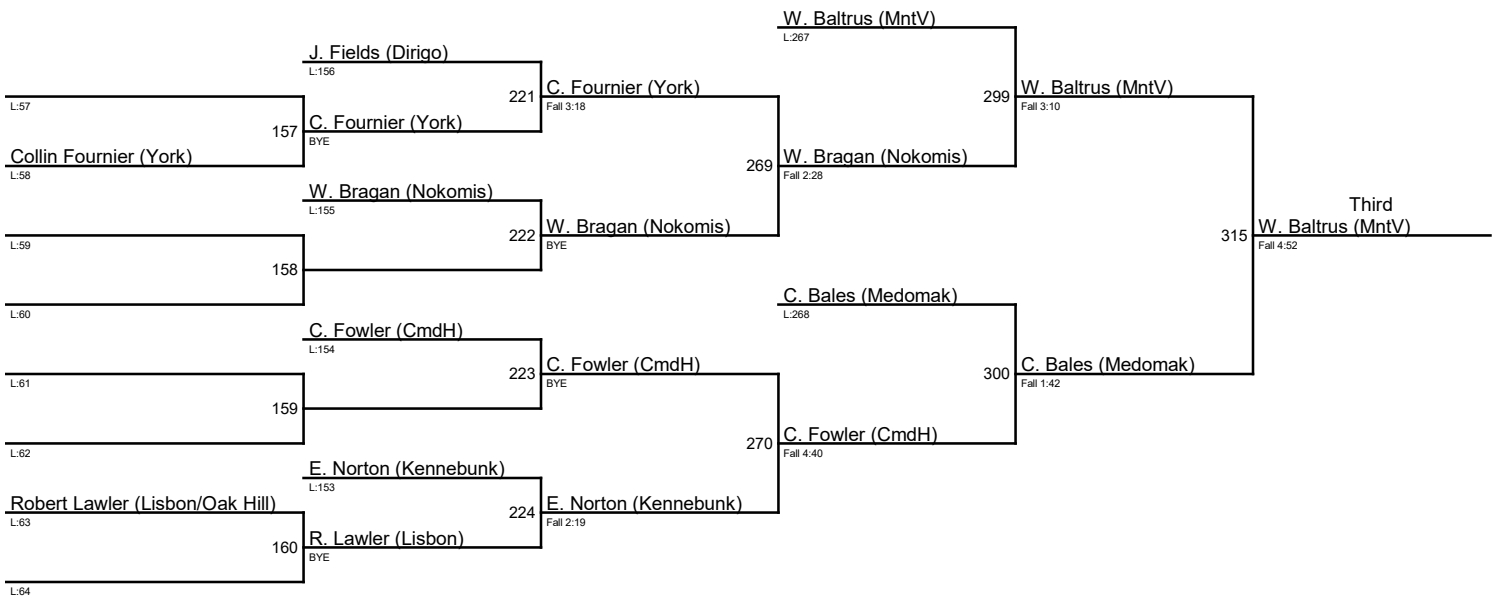 W. Baltrus (MntV)
L:267
J. Fields (Dirigo)
L:156
221 C. Fournier (York)
Fall 3:18
299 W. Baltrus (MntV)
Fall 3:10
L:57
157 C. Fournier (York)
BYE
Collin Fournier (York)
L:58
269 W. Bragan (Nokomis)
Fall 2:28
W. Bragan (Nokomis)
L:155
Third
222 W. Bragan (Nokomis)
BYE
315 W. Baltrus (MntV)
Fall 4:52
L:59
158
L:60
C. Bales (Medomak)
L:268
C. Fowler (CmdH)
L:154
223 C. Fowler (CmdH)
BYE
300 C. Bales (Medomak)
Fall 1:42
L:61
159
L:62
270 C. Fowler (CmdH)
Fall 4:40
E. Norton (Kennebunk)
L:153
Robert Lawler (Lisbon/Oak Hill)
L:63
224 E. Norton (Kennebunk)
Fall 2:19
160 R. Lawler (Lisbon)
BYE
L:64